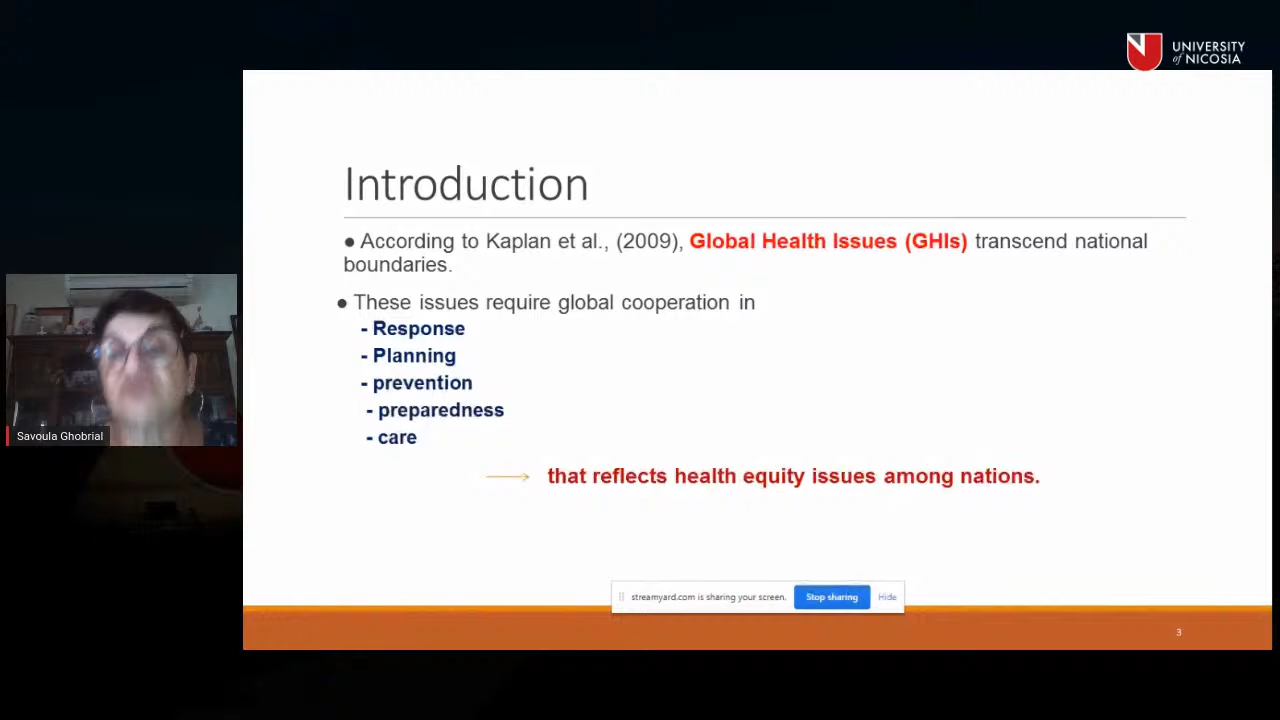 UNIVERSITY
of NICOSIA
Introduction
● According to Kaplan et al., (2009), Global Health Issues (GHIs) transcend national
boundaries.
● These issues require global cooperation in
- Response
- Planning
- prevention
- preparedness
- care
that reflects health equity issues among nations.
Savoula Ghobrial
streamyard.com is sharing your screen. Stop sharing Hide
3